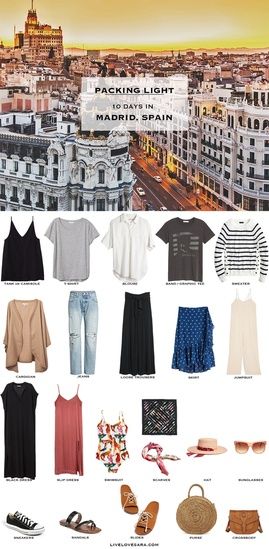 PACKING LIGHT
10 DAYS IN
MADRID, SPAIN
TANK OR CAMISOLE
T-SHIRT
BLOUSE
BAND/GRAPHIC TEE
SWEATER
CARDIGAN
JEANS
LOOSE TROUSERS
SKIRT
JUMPSUIT
BLACK DRESS
SLIP DRESS
SWIMSUIT
SCARVES
HAT
SUNGLASSES
SNEAKERS
SANDALS
SLIDES
PURSE
CROSSBODY
LIVELOVESARA.COM